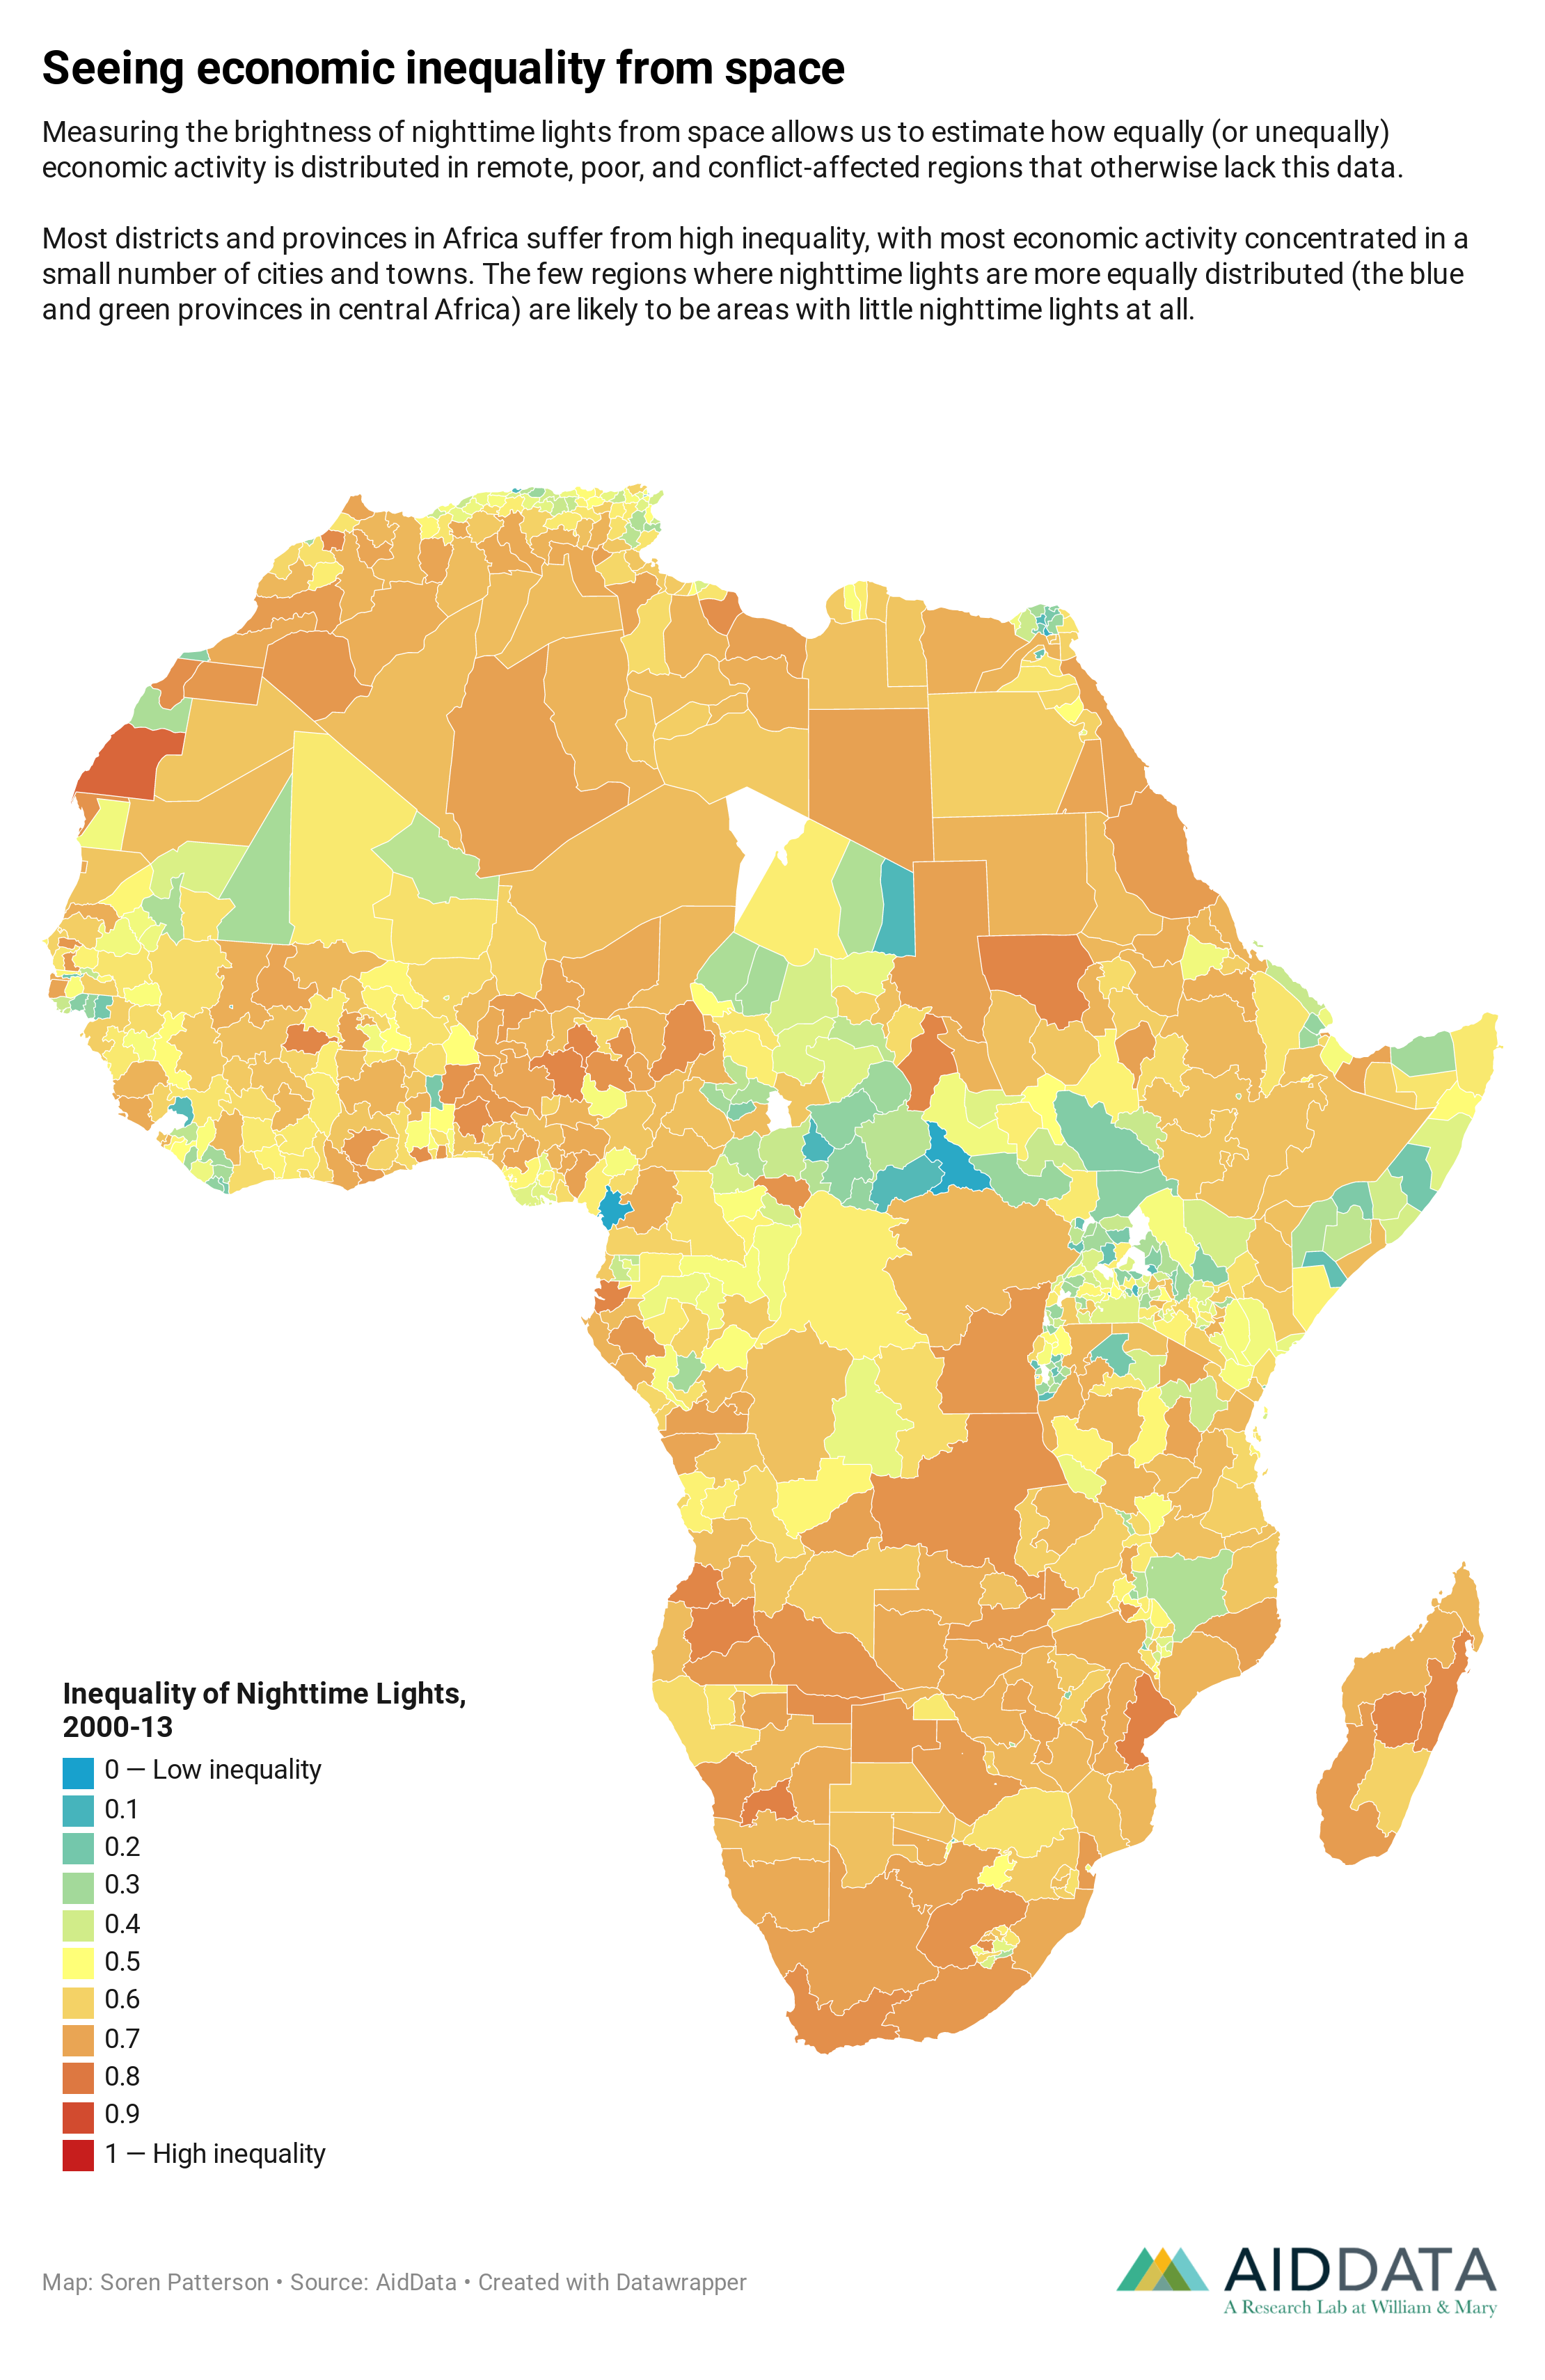 Seeing economic inequality from space
Measuring the brightness of nighttime lights from space allows us to estimate how equally (or unequally)
economic activity is distributed in remote, poor, and conflict-affected regions that otherwise lack this data.
Most districts and provinces in Africa suffer from high inequality, with most economic activity concentrated in a
small number of cities and towns. The few regions where nighttime lights are more equally distributed (the blue
and green provinces in central Africa) are likely to be areas with little nighttime lights at all.
Inequality of Nighttime Lights,
2000-13
0 — Low inequality
0.1
0.2
0.3
0.4
0.5
0.6
0.7
0.8
0.9
1 — High inequality
Map: Soren Patterson • Source: AidData • Created with Datawrapper
AIDDATA
A Research Lab at William & Mary